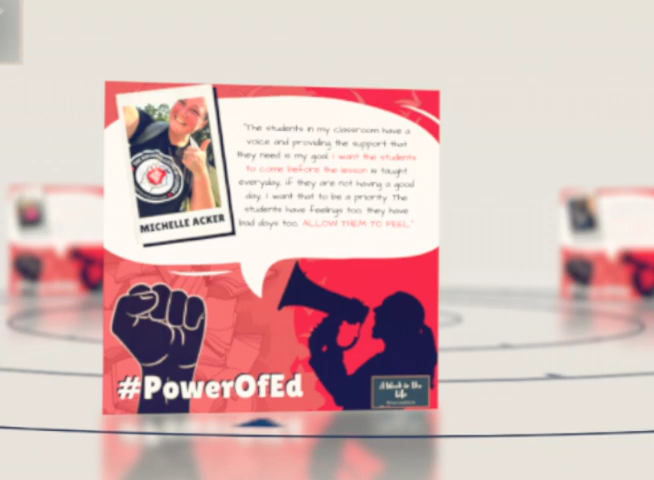 "The students in my classroom have a
voice and providing the support that
they need is my goal. I want the students
to come before the lesson is taught
everyday, if they are not having a good
day, I want that to be a priority. The
students have feelings too, they have
bad days too. ALLOW THEM TO FEEL."
MICHELLE ACKER
#PowerOfEd
A Week in the
Life